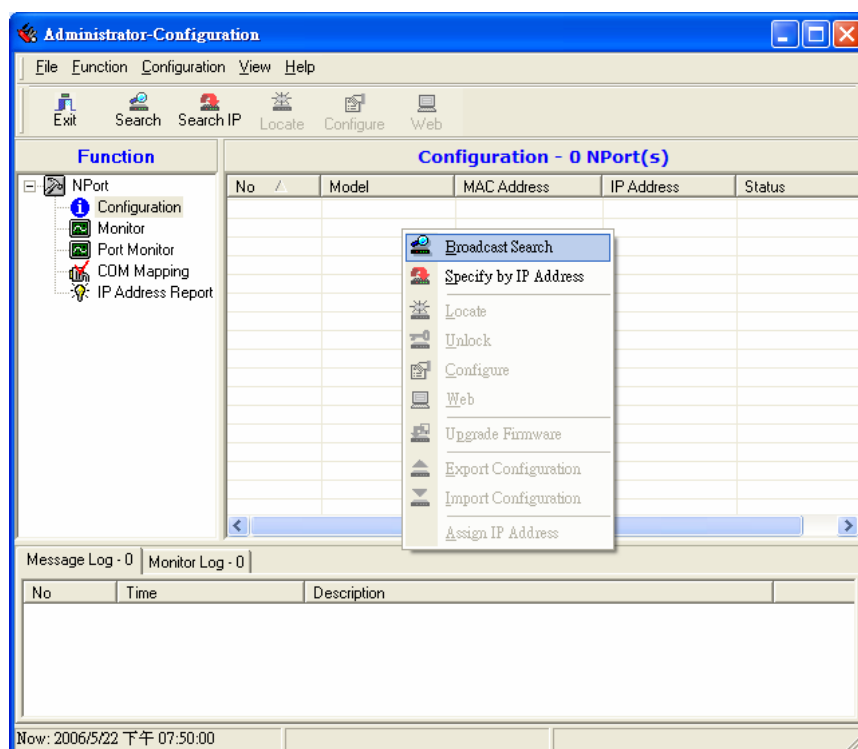 Administrator-Configuration
File Function Configuration View Help
Exit Search Search IP Locate Configure Web
Function
Configuration - 0 NPort(s)
NPort
Configuration
Monitor
Port Monitor
COM Mapping
IP Address Report
No Model MAC Address IP Address Status
Broadcast Search
Specify by IP Address
Locate
Unlock
Configure
Web
Upgrade Firmware
Export Configuration
Import Configuration
Assign IP Address
Message Log - 0 Monitor Log - 0
No Time Description
Now: 2006/5/22 下午 07:50:00